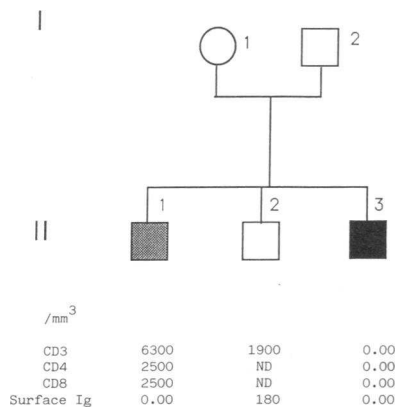 I
1
2
II
1
2
3
/mm³
CD3 6300 1900 0.00
CD4 2500 ND 0.00
CD8 2500 ND 0.00
Surface Ig 0.00 180 0.00